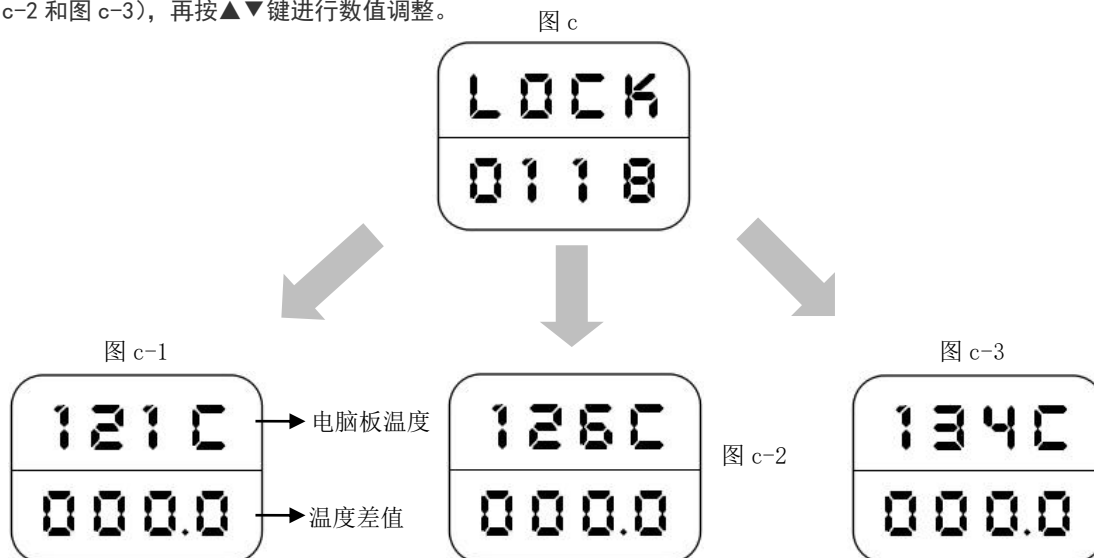 c-2 和图 c-3），再按▲▼键进行数值调整。
图 c
LOCK
0118
图 c-1
图 c-3
121C
电脑板温度
126C
134C
图 c-2
000.0
温度差值
000.0
000.0